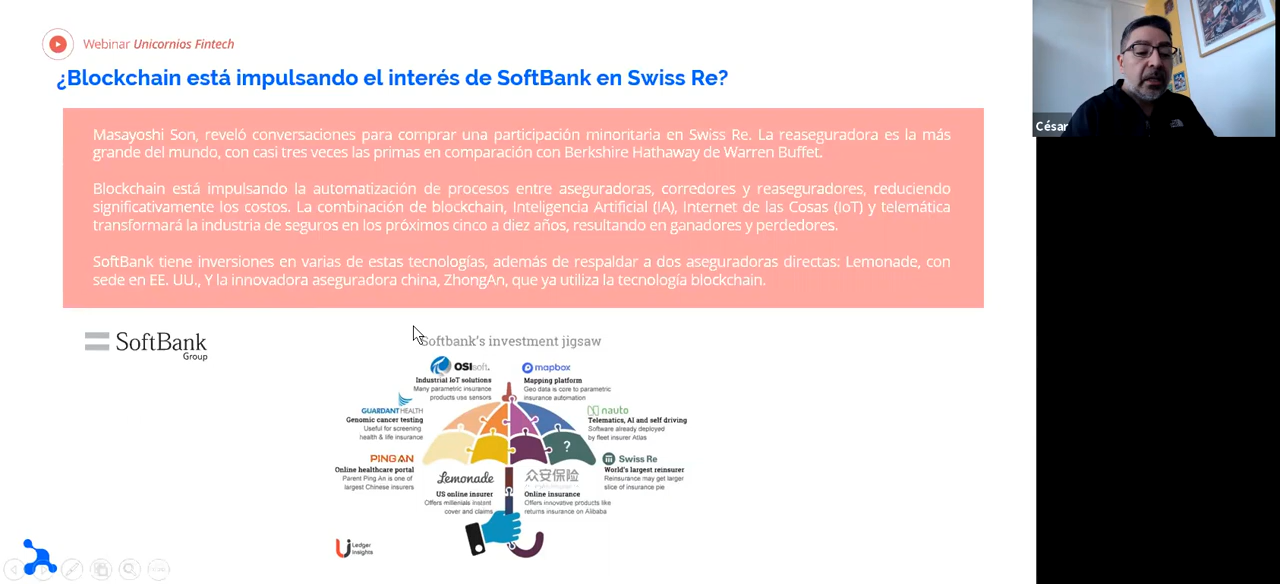 Webinar Unicornios Fintech
¿Blockchain está impulsando el interés de SoftBank en Swiss Re?
Masayoshi Son, reveló conversaciones para comprar una participación minoritaria en Swiss Re. La reaseguradora es la más
grande del mundo, con casi tres veces las primas en comparación con Berkshire Hathaway de Warren Buffet.
Blockchain está impulsando la automatización de procesos entre aseguradoras, corredores y reaseguradores, reduciendo
significativamente los costos. La combinación de blockchain, Inteligencia Artificial (IA), Internet de las Cosas (IoT) y telemática
transformará la industria de seguros en los próximos cinco a diez años, resultando en ganadores y perdedores.
SoftBank tiene inversiones en varias de estas tecnologías, además de respaldar a dos aseguradoras directas: Lemonade, con
sede en EE. UU., Y la innovadora aseguradora china, ZhongAn, que ya utiliza la tecnología blockchain.
César
SoftBank
Group
Softbank's investment jigsaw
OSIsoft.
Industrial IoT solutions
Many parametric insurance
products use sensors
mapbox
Mapping platform
Geo data is core to parametric
insurance automation
GUARDANT HEALTH
Genomic cancer testing
Useful for screening
health & life insurance
nauto
Telematics, AI and self driving
Software already deployed
by fleet insurer Atlas
?
PING AN
Online healthcare portal
Parent Ping An is one of
largest Chinese insurers
Swiss Re
World's largest reinsurer
Reinsurance may get larger
slice of insurance pie
Lemonade
US online insurer
Offers millenials instant
cover and claims
众安保险
Online insurance
Offers innovative products like
returns insurance on Alibaba
Ledger
Insights